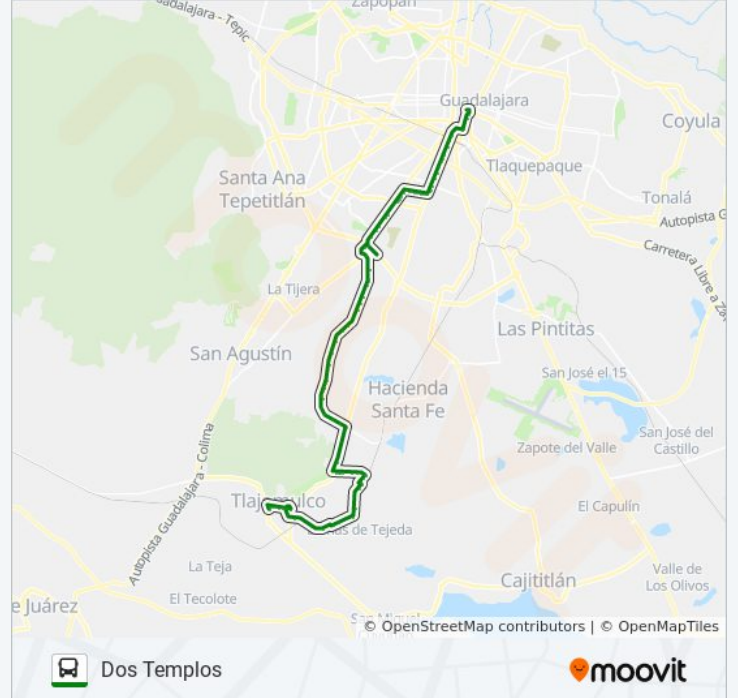 Zapopan
Guadalajara - Tepic
Guadalajara
Coyula
Tlaquepaque
Santa Ana
Tepetitlán
Tonalá
Autopista G
Carretera Libre a Za
La Tijera
Las Pintitas
San Agustín
San José el 15
Hacienda
Santa Fe
San José del
Castillo
Zapote del Valle
Autopista Guadalajara - Colima
Tlajomulco
El Capulín
as de Tejeda
La Teja
Cajititlán
Valle de
Los Olivos
El Tecolote
e Juárez
San Miguel
© OpenStreetMap contributors | © OpenMapTiles
Dos Templos
moovit